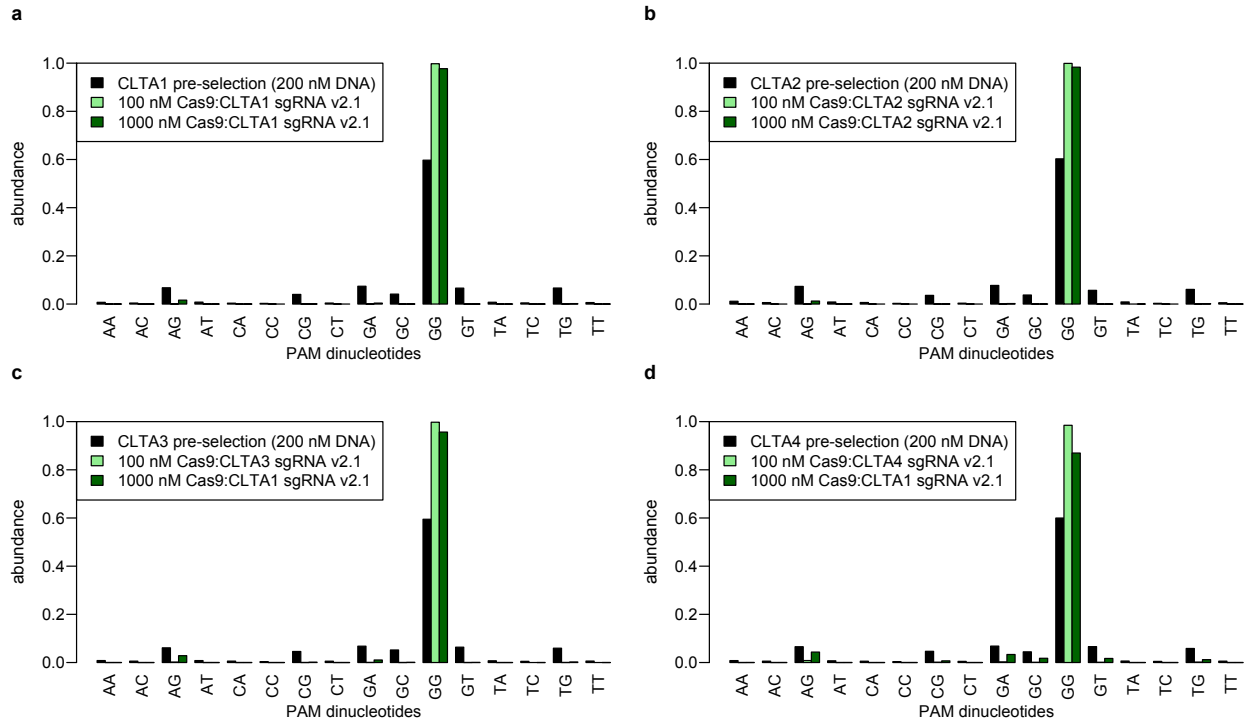 a
1.0
0.8
0.6
0.4
0.2
0.0
abundance
CLTA1 pre-selection (200 nM DNA)
100 nM Cas9:CLTA1 sgRNA v2.1
1000 nM Cas9:CLTA1 sgRNA v2.1
AA AC AG AT CA CC CG CT GA GC GG GT TA TC TG TT
PAM dinucleotides
b
1.0
0.8
0.6
0.4
0.2
0.0
abundance
CLTA2 pre-selection (200 nM DNA)
100 nM Cas9:CLTA2 sgRNA v2.1
1000 nM Cas9:CLTA2 sgRNA v2.1
AA AC AG AT CA CC CG CT GA GC GG GT TA TC TG TT
PAM dinucleotides
c
1.0
0.8
0.6
0.4
0.2
0.0
abundance
CLTA3 pre-selection (200 nM DNA)
100 nM Cas9:CLTA3 sgRNA v2.1
1000 nM Cas9:CLTA1 sgRNA v2.1
AA AC AG AT CA CC CG CT GA GC GG GT TA TC TG TT
PAM dinucleotides
d
1.0
0.8
0.6
0.4
0.2
0.0
abundance
CLTA4 pre-selection (200 nM DNA)
100 nM Cas9:CLTA4 sgRNA v2.1
1000 nM Cas9:CLTA1 sgRNA v2.1
AA AC AG AT CA CC CG CT GA GC GG GT TA TC TG TT
PAM dinucleotides